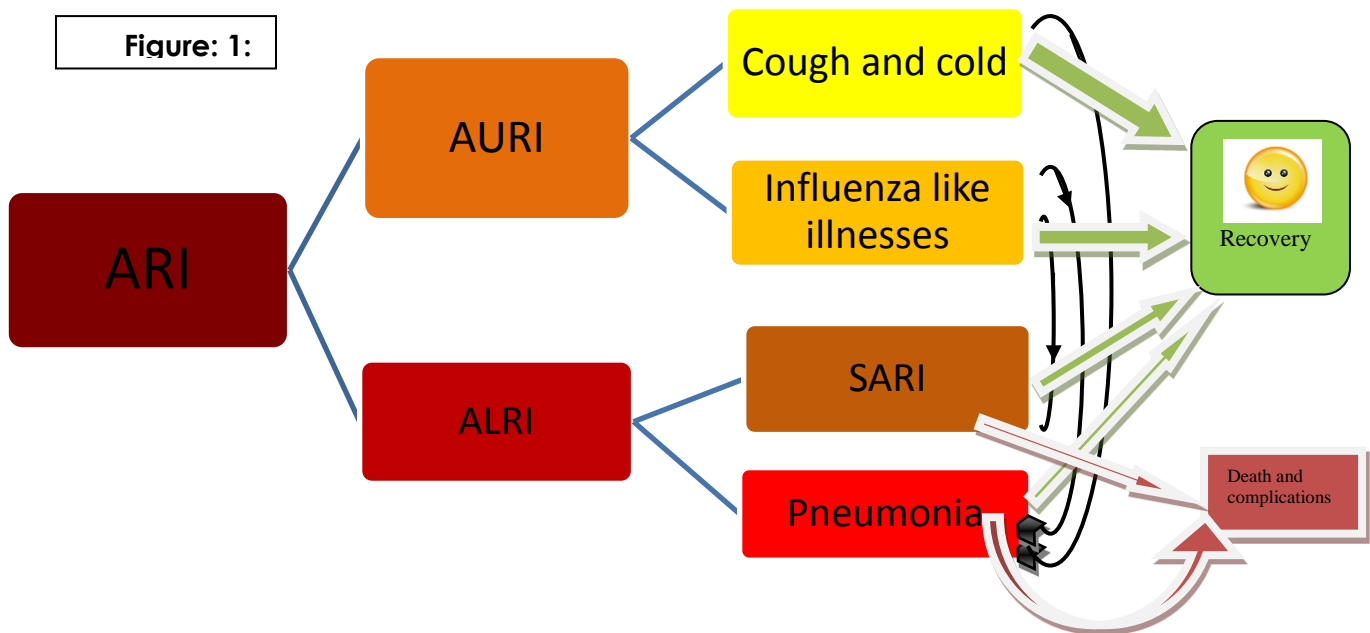 Figure: 1:
Cough and cold
AURI
Influenza like
illnesses
Recovery
ARI
SARI
ALRI
Death and
complications
Pneumonia